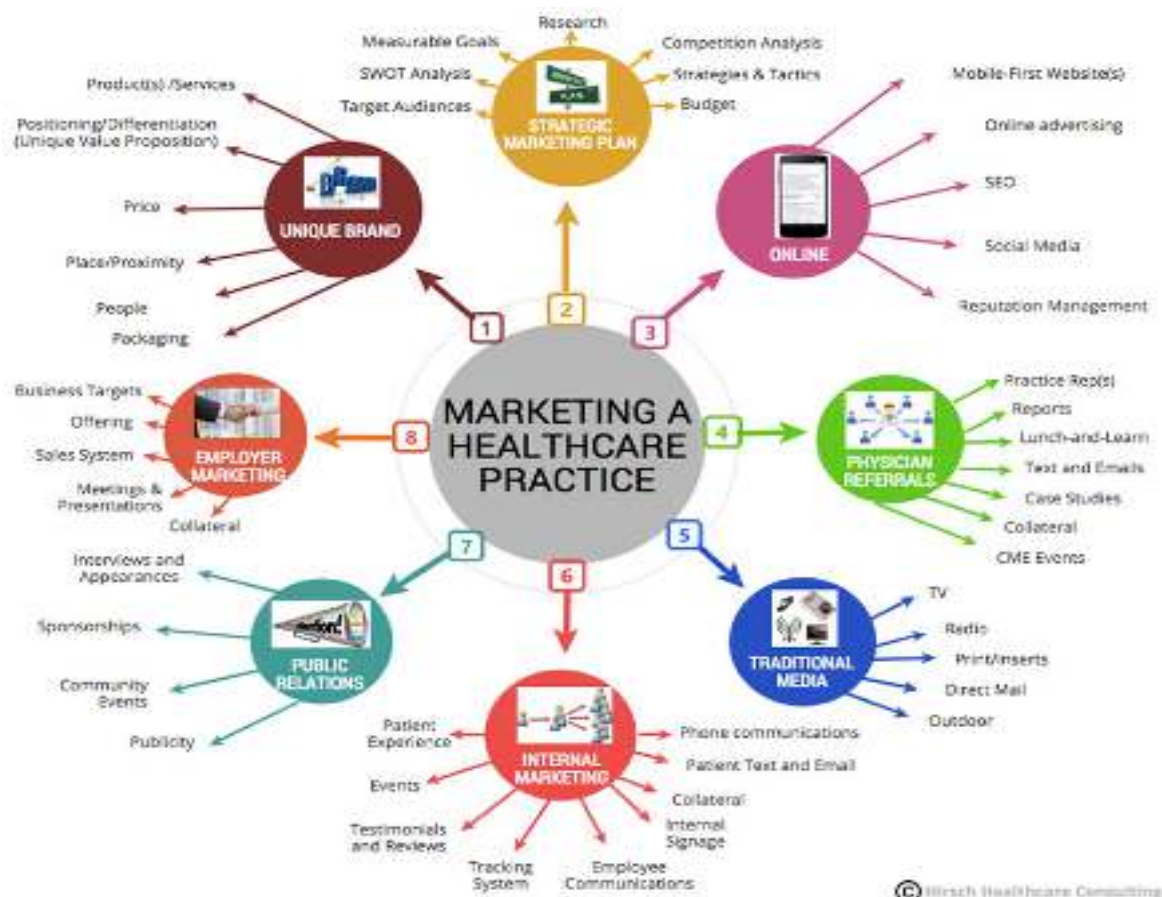 MARKETING A
HEALTHCARE
PRACTICE
1
UNIQUE BRAND
Product(s) /Services
Positioning/Differentiation
(Unique Value Proposition)
Price
Place/Proximity
People
Packaging
2
STRATEGIC
MARKETING PLAN
Target Audiences
SWOT Analysis
Measurable Goals
Research
Competition Analysis
Strategies & Tactics
Budget
3
ONLINE
Mobile-First Website(s)
Online advertising
SEO
Social Media
Reputation Management
4
PHYSICIAN
REFERRALS
Practice Rep(s)
Reports
Lunch-and-Learn
Text and Emails
Case Studies
Collateral
CME Events
5
TRADITIONAL
MEDIA
TV
Radio
Print/Inserts
Direct Mail
Outdoor
6
INTERNAL
MARKETING
Phone communications
Patient Text and Email
Collateral
Internal
Signage
Employee
Communications
Tracking
System
Testimonials
and Reviews
Events
Patient
Experience
7
PUBLIC
RELATIONS
Interviews and
Appearances
Sponsorships
Community
Events
Publicity
8
EMPLOYER
MARKETING
Business Targets
Offering
Sales System
Meetings &
Presentations
Collateral
© Hirsch Healthcare Consulting